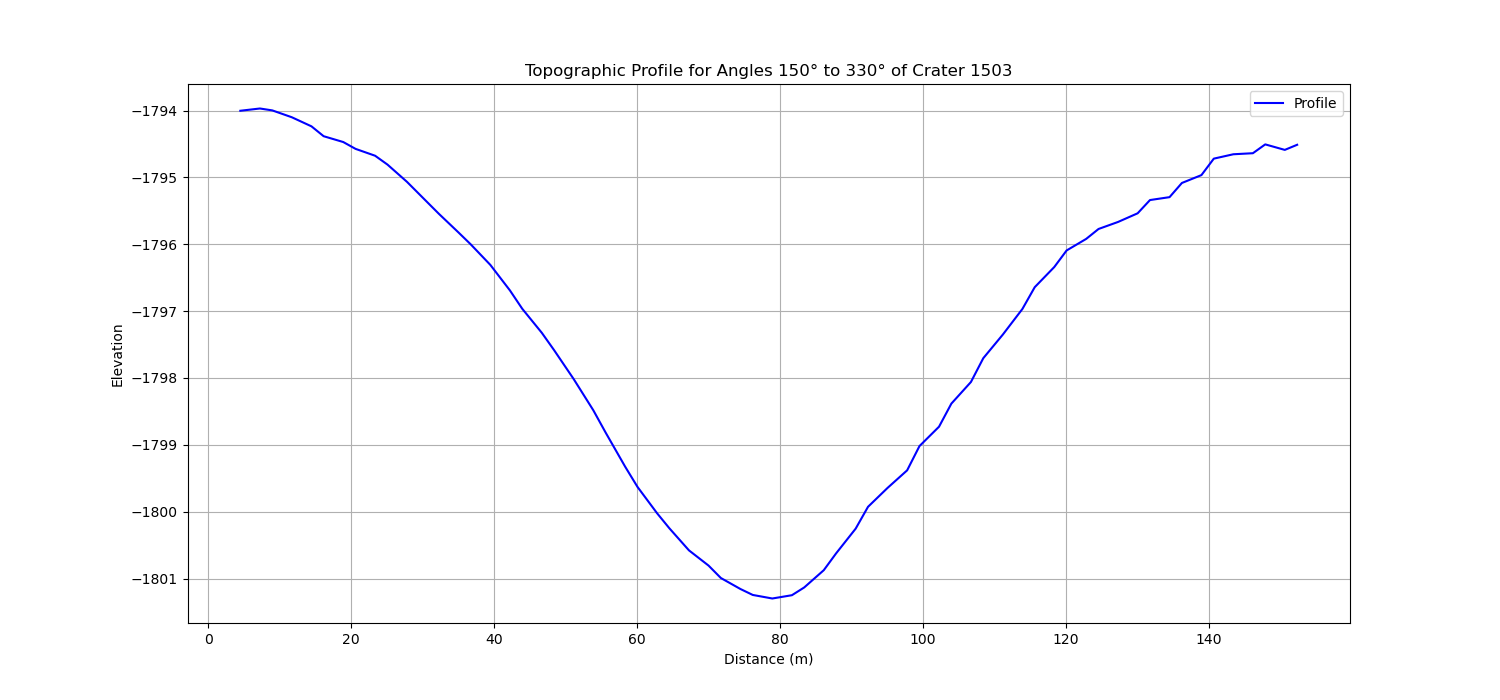 Topographic Profile for Angles 150° to 330° of Crater 1503
Profile
Elevation
−1794
−1795
−1796
−1797
−1798
−1799
−1800
−1801
0 20 40 60 80 100 120 140
Distance (m)